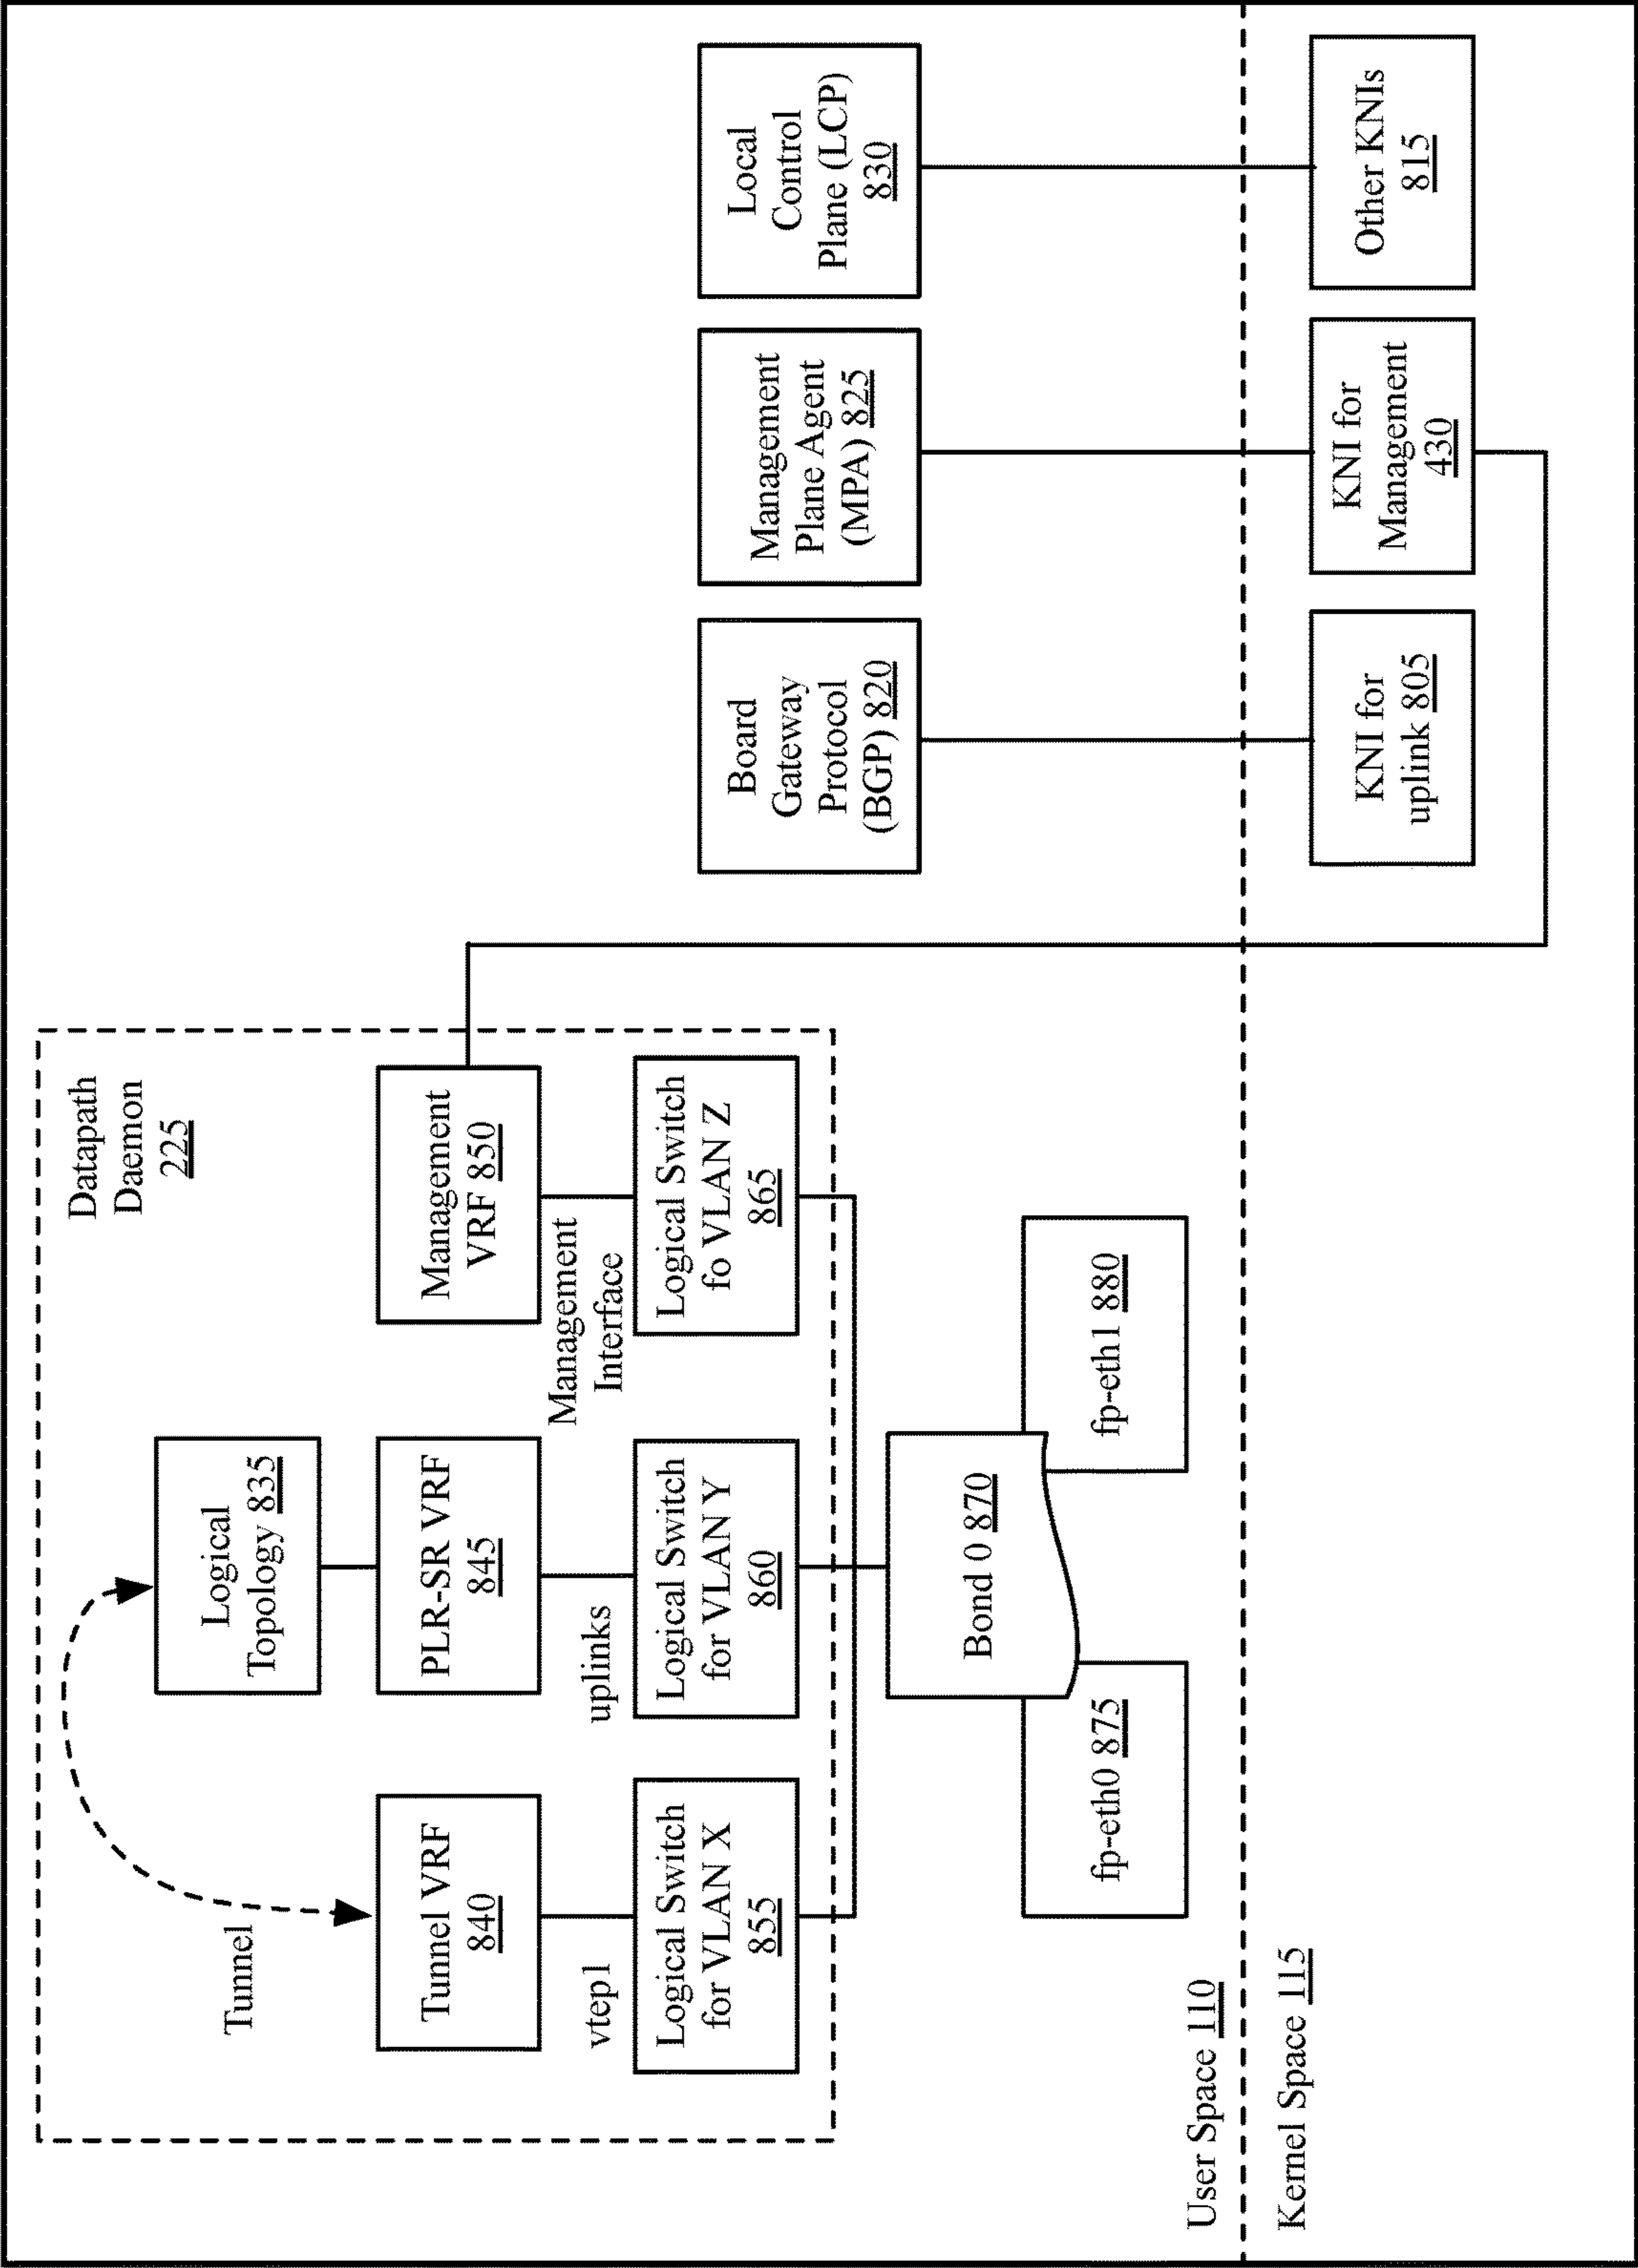 Datapath
Daemon
225
Tunnel
Logical
Topology 835
Tunnel VRF
840
PLR-SR VRF
845
Management
VRF 850
vtep1
uplinks
Management
Interface
Logical Switch
for VLAN X
855
Logical Switch
for VLAN Y
860
Logical Switch
fo VLAN Z
865
Bond 0 870
fp-eth0 875
fp-eth1 880
Board
Gateway
Protocol
(BGP) 820
Management
Plane Agent
(MPA) 825
Local
Control
Plane (LCP)
830
User Space 110
Kernel Space 115
KNI for
uplink 805
KNI for
Management
430
Other KNIs
815